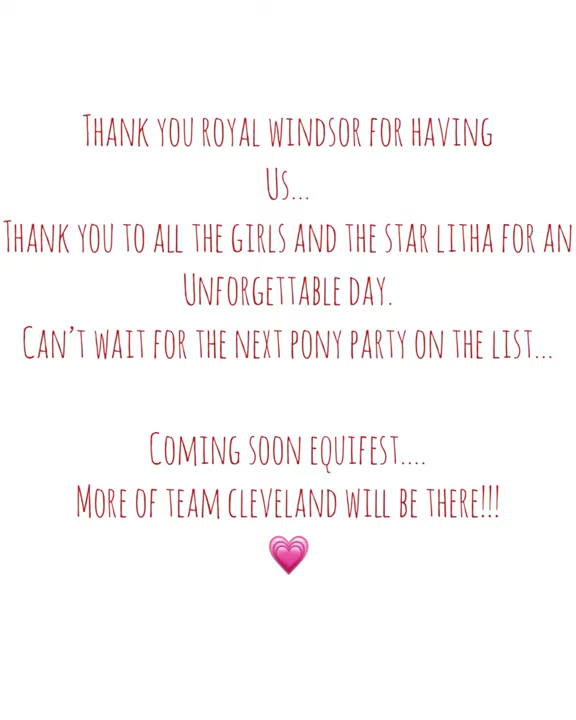 Thank you royal windsor for having
Us...
Thank you to all the girls and the star Litha for an
Unforgettable day.
Can't wait for the next pony party on the list...
Coming soon equifest....
More of team cleveland will be there!!!
💗